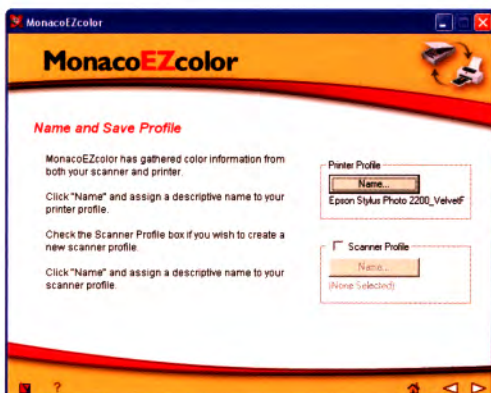 MonacoEZcolor
MonacoEZcolor
Name and Save Profile
MonacoEZcolor has gathered color information from
both your scanner and printer.
Click "Name" and assign a descriptive name to your
printer profile.
Check the Scanner Profile box if you wish to create a
new scanner profile.
Click "Name" and assign a descriptive name to your
scanner profile.
Printer Profile
Name...
Epson Stylus Photo 2200_VelvetF
Scanner Profile
Name...
(None Selected)
?